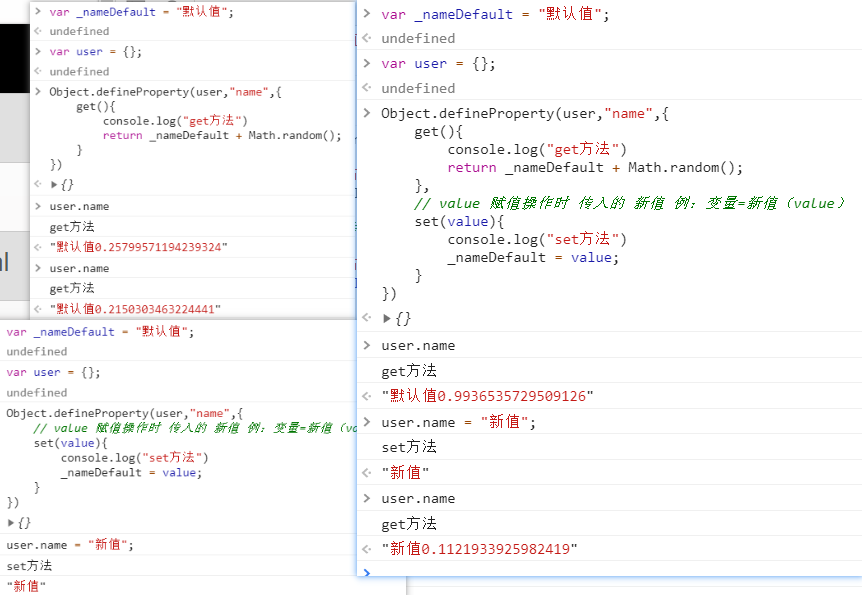 > var _nameDefault = "默认值";
< undefined
> var user = {};
< undefined
> Object.defineProperty(user,"name",{
get(){
console.log("get方法")
return _nameDefault + Math.random();
}
})
< ▶{}
> user.name
get方法
< "默认值0.25799571194239324"
> user.name
get方法
< "默认值0.2150303463224441"
var _nameDefault = "默认值";
undefined
var user = {};
undefined
Object.defineProperty(user,"name",{
// value 赋值操作时 传入的 新值 例: 变量=新值（va
set(value){
console.log("set方法")
_nameDefault = value;
}
})
▶{}
user.name = "新值";
set方法
"新值"
> var _nameDefault = "默认值";
< undefined
> var user = {};
< undefined
> Object.defineProperty(user,"name",{
get(){
console.log("get方法")
return _nameDefault + Math.random();
},
// value 赋值操作时 传入的 新值 例: 变量=新值（value）
set(value){
console.log("set方法")
_nameDefault = value;
}
})
< ▶{}
> user.name
get方法
< "默认值0.9936535729509126"
> user.name = "新值";
set方法
< "新值"
> user.name
get方法
< "新值0.1121933925982419"
>